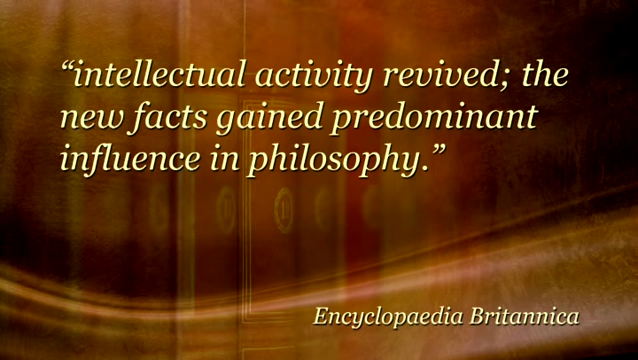 “intellectual activity revived; the
new facts gained predominant
influence in philosophy.”
Encyclopaedia Britannica